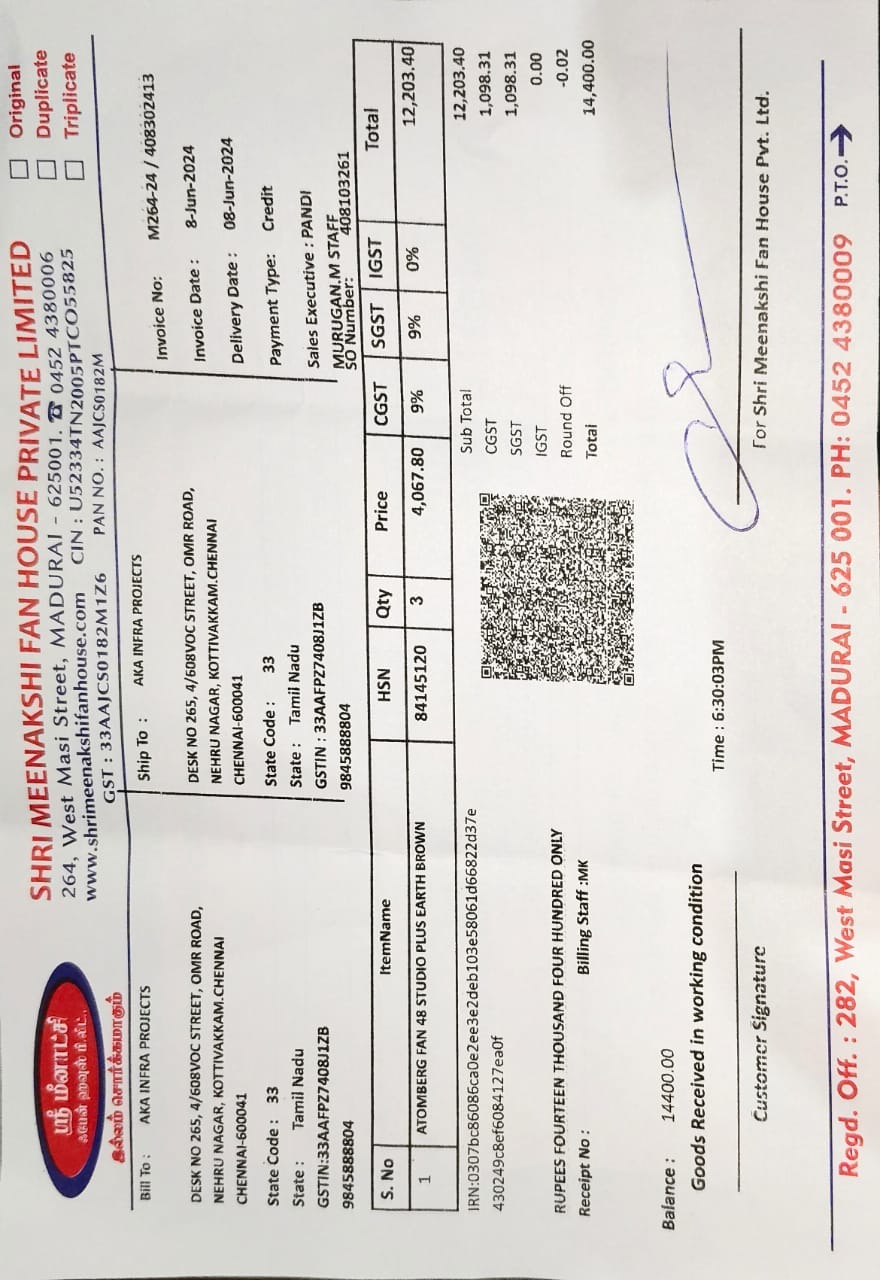 ஸ்ரீ மீனாட்சி
ஃபேன் ஹவுஸ் பி.லிட்.,
இல்லம் சொர்க்கமாகும்
SHRI MEENAKSHI FAN HOUSE PRIVATE LIMITED
264, West Masi Street, MADURAI - 625001. ☎ 0452 4380006
www.shrimeenakshifanhouse.com CIN : U52334TN2005PTCO55825
GST : 33AAJCS0182M1Z6 PAN NO. : AAJCS0182M
Original
Duplicate
Triplicate
Bill To : AKA INFRA PROJECTS
DESK NO 265, 4/608VOC STREET, OMR ROAD,
NEHRU NAGAR, KOTTIVAKKAM.CHENNAI
CHENNAI-600041
State Code : 33
State : Tamil Nadu
GSTIN:33AAFPZ7408J1ZB
9845888804
Ship To : AKA INFRA PROJECTS
DESK NO 265, 4/608VOC STREET, OMR ROAD,
NEHRU NAGAR, KOTTIVAKKAM.CHENNAI
CHENNAI-600041
State Code : 33
State : Tamil Nadu
GSTIN : 33AAFPZ7408J1ZB
9845888804
Invoice No: M264-24 / 408302413
Invoice Date : 8-Jun-2024
Delivery Date : 08-Jun-2024
Payment Type: Credit
Sales Executive : PANDI
MURUGAN.M STAFF
SO Number: 408103261
S. No ItemName HSN Qty Price CGST SGST IGST Total
1 ATOMBERG FAN 48 STUDIO PLUS EARTH BROWN 84145120 3 4,067.80 9% 9% 0% 12,203.40
IRN:0307bc86086ca0e2ee3e2deb103e58061d66822d37e
430249c8ef6084127ea0f
Sub Total 12,203.40
CGST 1,098.31
SGST 1,098.31
IGST 0.00
Round Off -0.02
Total 14,400.00
RUPEES FOURTEEN THOUSAND FOUR HUNDRED ONLY
Receipt No : Billing Staff :MK
Balance : 14400.00
Goods Received in working condition
Time : 6:30:03PM
Customer Signature
For Shri Meenakshi Fan House Pvt. Ltd.
Regd. Off. : 282, West Masi Street, MADURAI - 625 001. PH: 0452 4380009 P.T.O.→